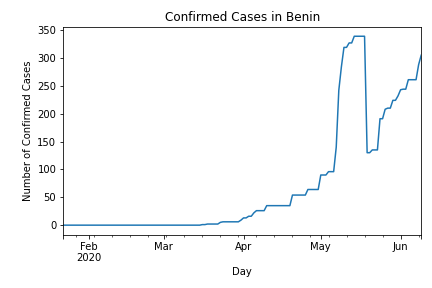 Confirmed Cases in Benin
Number of Confirmed Cases
350
300
250
200
150
100
50
0
Feb
2020
Mar
Apr
May
Jun
Day